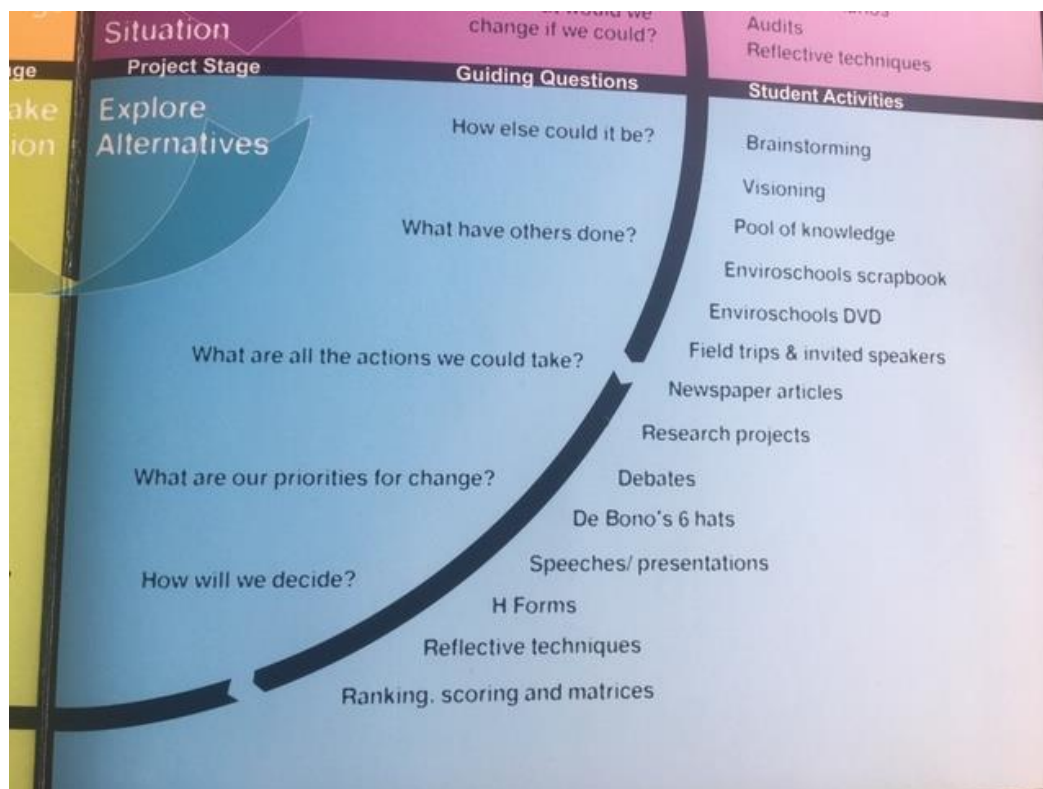 Situation
change if we could?
Audits
Reflective techniques
Project Stage
Guiding Questions
Student Activities
Explore
Alternatives
How else could it be?
What have others done?
What are all the actions we could take?
What are our priorities for change?
How will we decide?
Brainstorming
Visioning
Pool of knowledge
Enviroschools scrapbook
Enviroschools DVD
Field trips & invited speakers
Newspaper articles
Research projects
Debates
De Bono's 6 hats
Speeches/ presentations
H Forms
Reflective techniques
Ranking, scoring and matrices